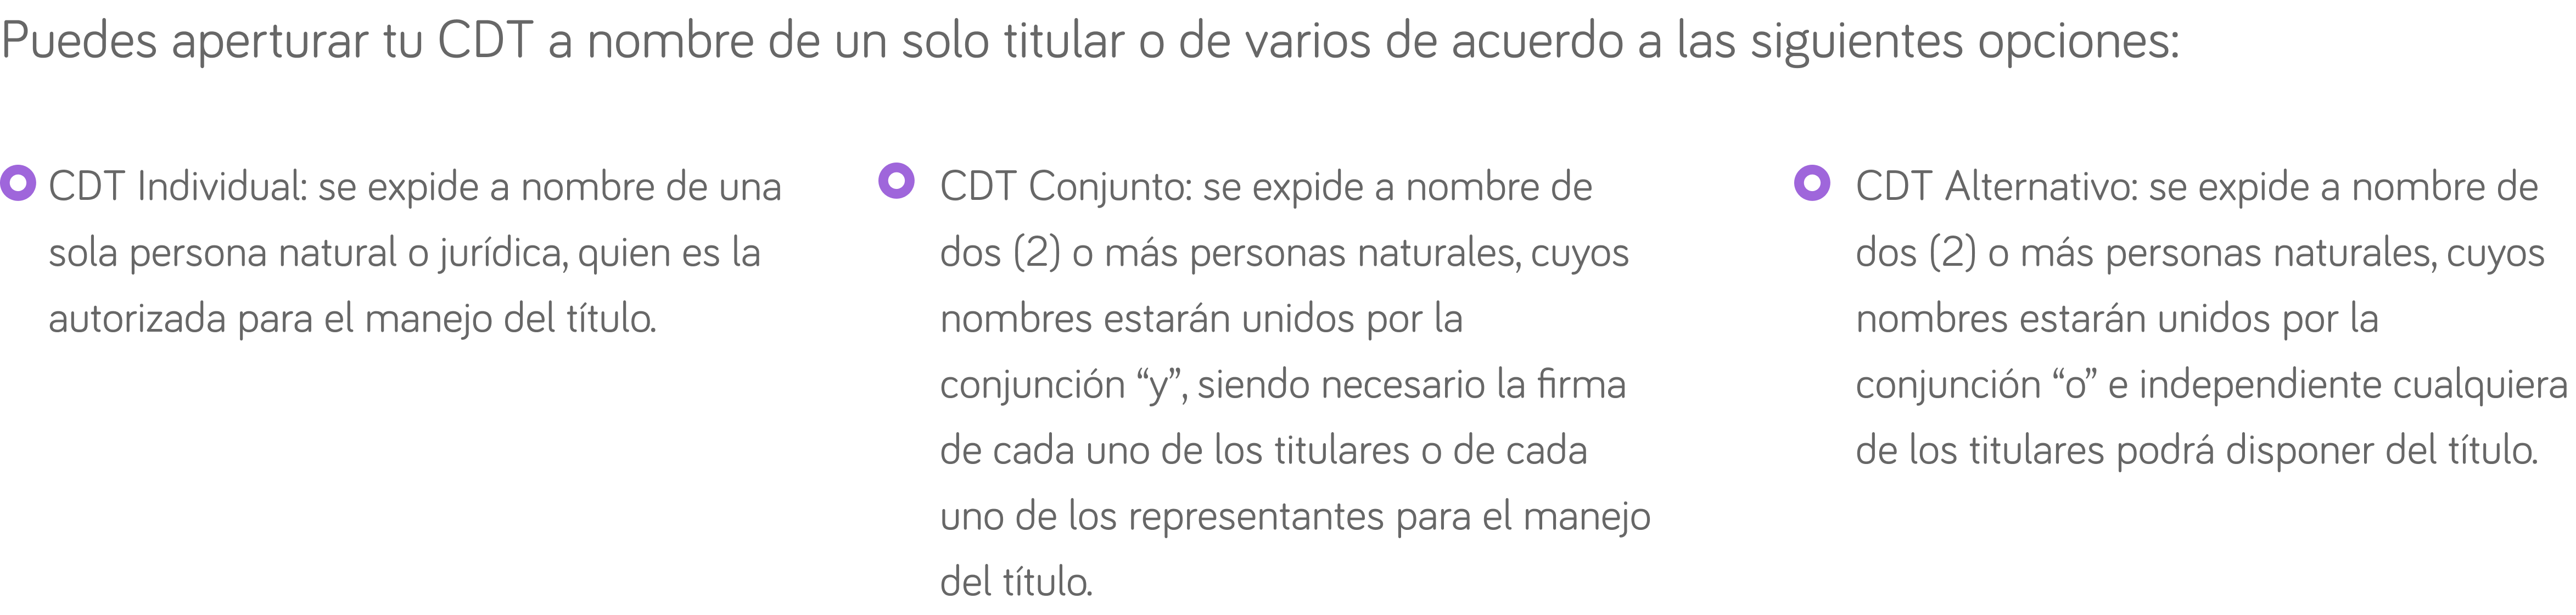 Puedes aperturar tu CDT a nombre de un solo titular o de varios de acuerdo a las siguientes opciones:
CDT Individual: se expide a nombre de una
sola persona natural o jurídica, quien es la
autorizada para el manejo del título.
CDT Conjunto: se expide a nombre de
dos (2) o más personas naturales, cuyos
nombres estarán unidos por la
conjunción “y”, siendo necesario la firma
de cada uno de los titulares o de cada
uno de los representantes para el manejo
del título.
CDT Alternativo: se expide a nombre de
dos (2) o más personas naturales, cuyos
nombres estarán unidos por la
conjunción “o” e independiente cualquiera
de los titulares podrá disponer del título.